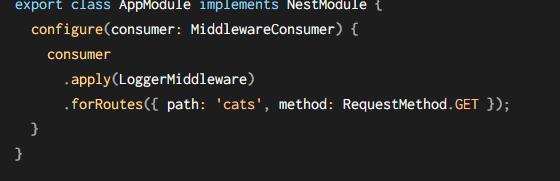 export class AppModule implements NestModule {
configure(consumer: MiddlewareConsumer) {
consumer
.apply(LoggerMiddleware)
.forRoutes({ path: 'cats', method: RequestMethod.GET });
}
}